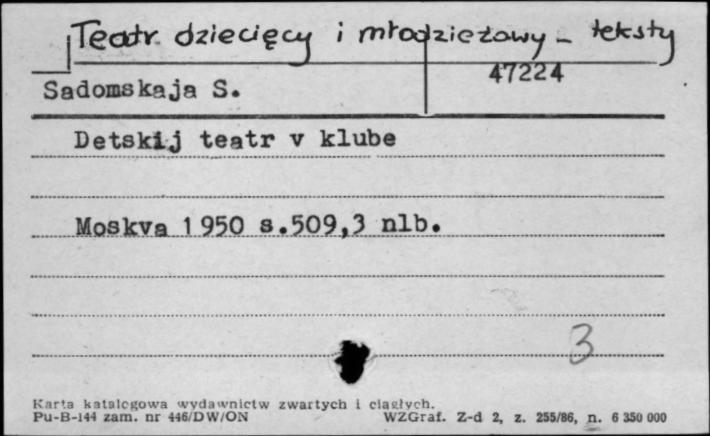 Teatr dziecięcy i młodzieżowy - teksty
47224
Sadomskaja S.
Detskij teatr v klube
Moskva 1950 s.509,3 nlb.
3
Karta katalogowa wydawnictw zwartych i ciągłych.
Pu-B-144 zam. nr 446/DW/ON WZGraf. Z-d 2, z. 255/86, n. 6 350 000